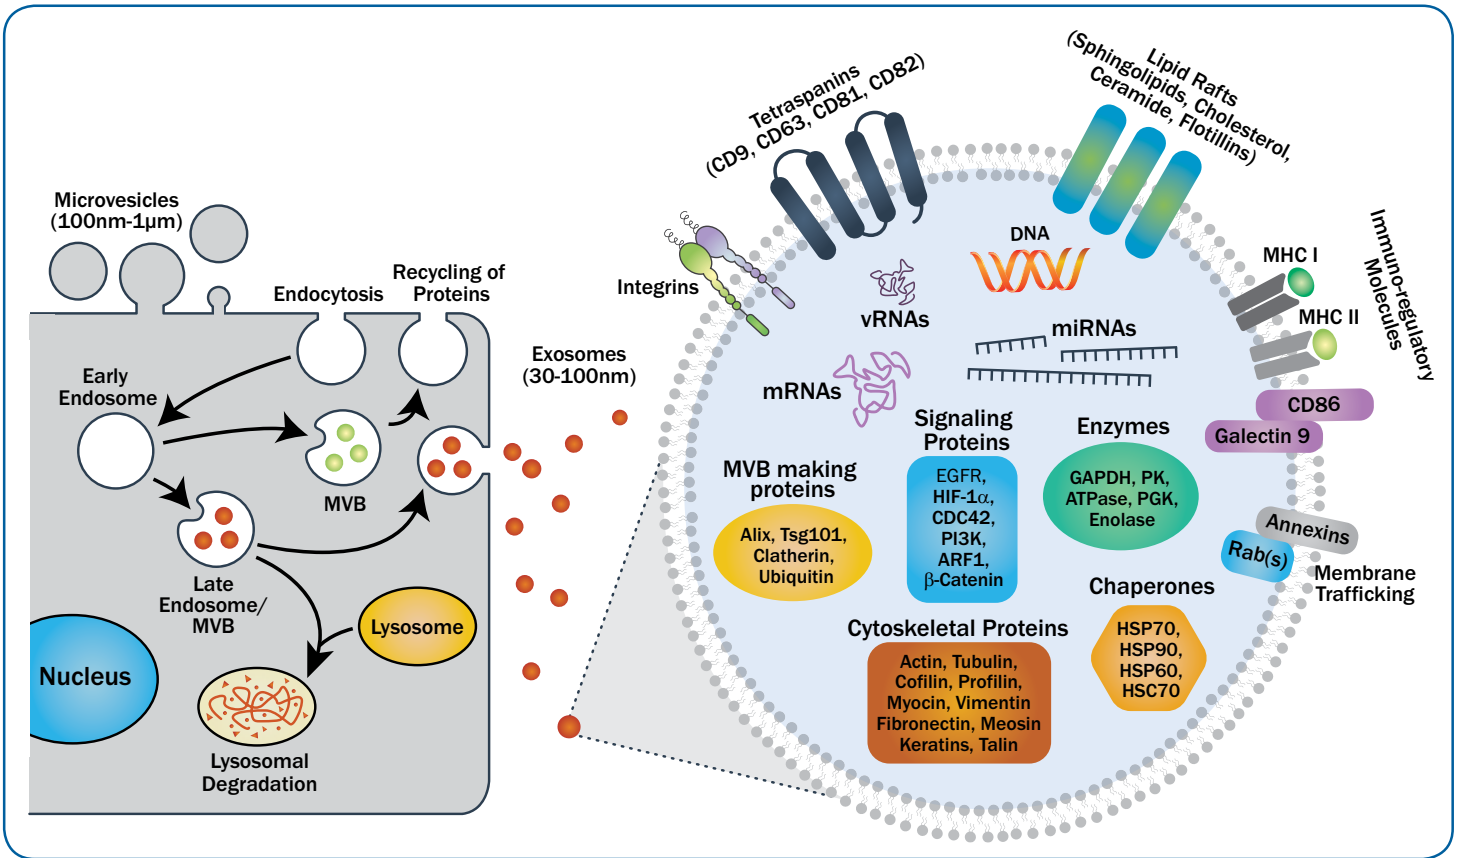 Microvesicles
(100nm-1µm)
Endocytosis
Recycling of
Proteins
Early
Endosome
MVB
Late
Endosome/
MVB
Nucleus
Lysosome
Lysosomal
Degradation
Exosomes
(30-100nm)
Tetraspanins
(CD9, CD63, CD81, CD82)
Lipid Rafts
(Sphingolipids, Cholesterol,
Ceramide, Flotillins)
Integrins
vRNAs
DNA
mRNAs
miRNAs
MHC I
MHC II
Immuno-regulatory
Molecules
CD86
Galectin 9
MVB making
proteins
Alix, Tsg101,
Clatherin,
Ubiquitin
Signaling
Proteins
EGFR,
HIF-1α,
CDC42,
PI3K,
ARF1,
β-Catenin
Enzymes
GAPDH, PK,
ATPase, PGK,
Enolase
Annexins
Rab(s)
Membrane
Trafficking
Chaperones
HSP70,
HSP90,
HSP60,
HSC70
Cytoskeletal Proteins
Actin, Tubulin,
Cofilin, Profilin,
Myocin, Vimentin
Fibronectin, Meosin
Keratins, Talin